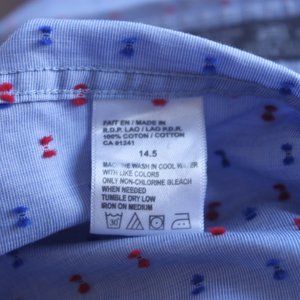 FAIT EN / MADE IN
R.D.P. LAO / LAO P.D.R.
100% COTON / COTTON
CA 01241
14.5
MACHINE WASH IN COOL WATER
WITH LIKE COLORS
ONLY NON-CHLORINE BLEACH
WHEN NEEDED
TUMBLE DRY LOW
IRON ON MEDIUM